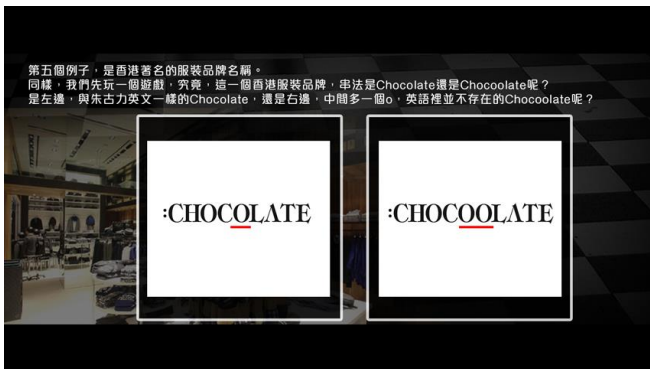 第五個例子，是香港著名的服裝品牌名稱。
同樣，我們先玩一個遊戲，究竟，這一個香港服裝品牌，串法是Chocolate還是Chocoolate呢？
是左邊，與朱古力英文一樣的Chocolate，還是右邊，中間多一個o，英語裡並不存在的Chocoolate呢？
:CHOCOLATE
:CHOCOOLATE